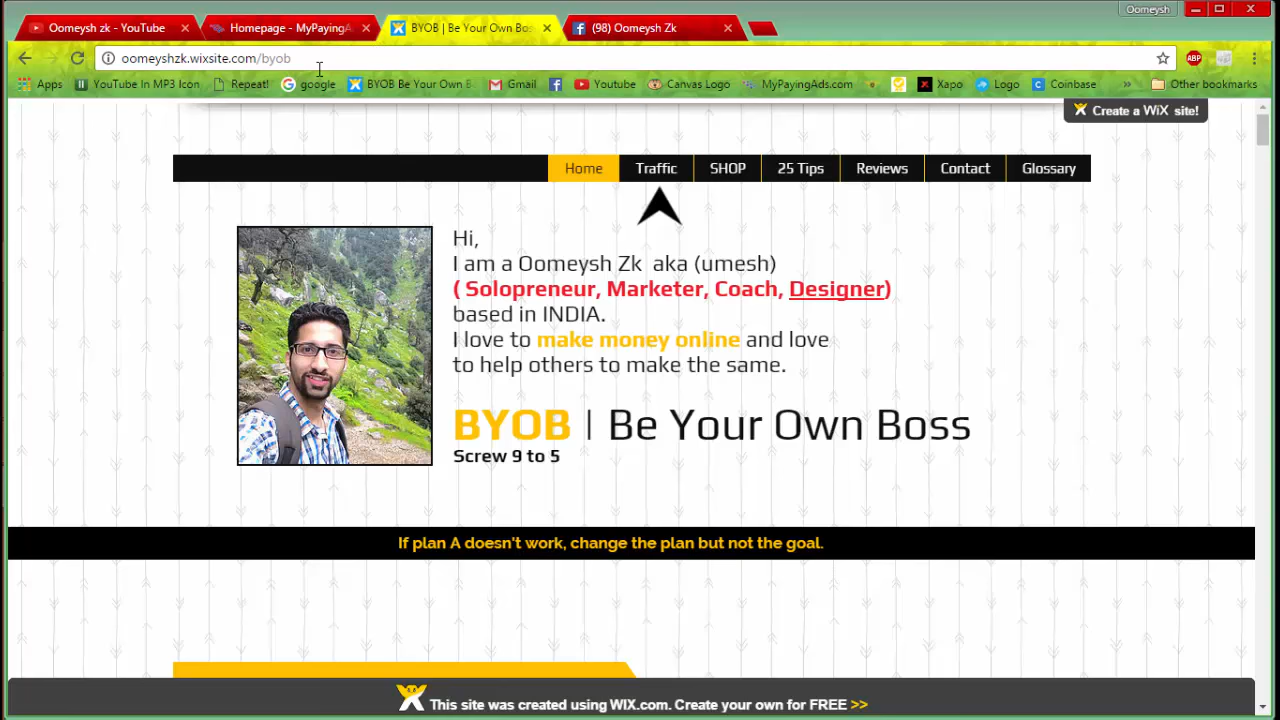 Oomeysh
Oomeysh zk - YouTube
Homepage - MyPayingA
BYOB | Be Your Own Bos
(98) Oomeysh Zk
oomeyshzk.wixsite.com/byob
ABP
Apps
YouTube In MP3 Icon
Repeat!
google
BYOB Be Your Own B
Gmail
Youtube
Canvas Logo
MyPayingAds.com
Xapo
Logo
Coinbase
»
Other bookmarks
Create a WiX site!
Home
Traffic
SHOP
25 Tips
Reviews
Contact
Glossary
Hi,
I am a Oomeysh Zk aka (umesh)
( Solopreneur, Marketer, Coach, Designer)
based in INDIA.
I love to make money online and love
to help others to make the same.
BYOB | Be Your Own Boss
Screw 9 to 5
If plan A doesn't work, change the plan but not the goal.
This site was created using WIX.com. Create your own for FREE >>